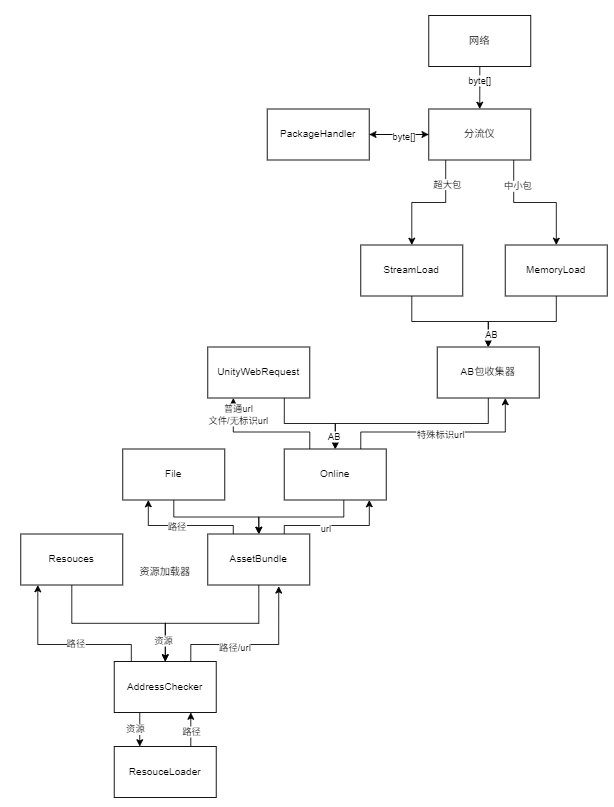 网络
byte[]
PackageHandler
byte[]
分流仪
超大包
中小包
StreamLoad
MemoryLoad
AB
UnityWebRequest
AB包收集器
普通url
文件/无标识url
AB
特殊标识url
File
Online
路径
url
Resouces
资源加载器
AssetBundle
路径
资源
路径/url
AddressChecker
资源
路径
ResouceLoader